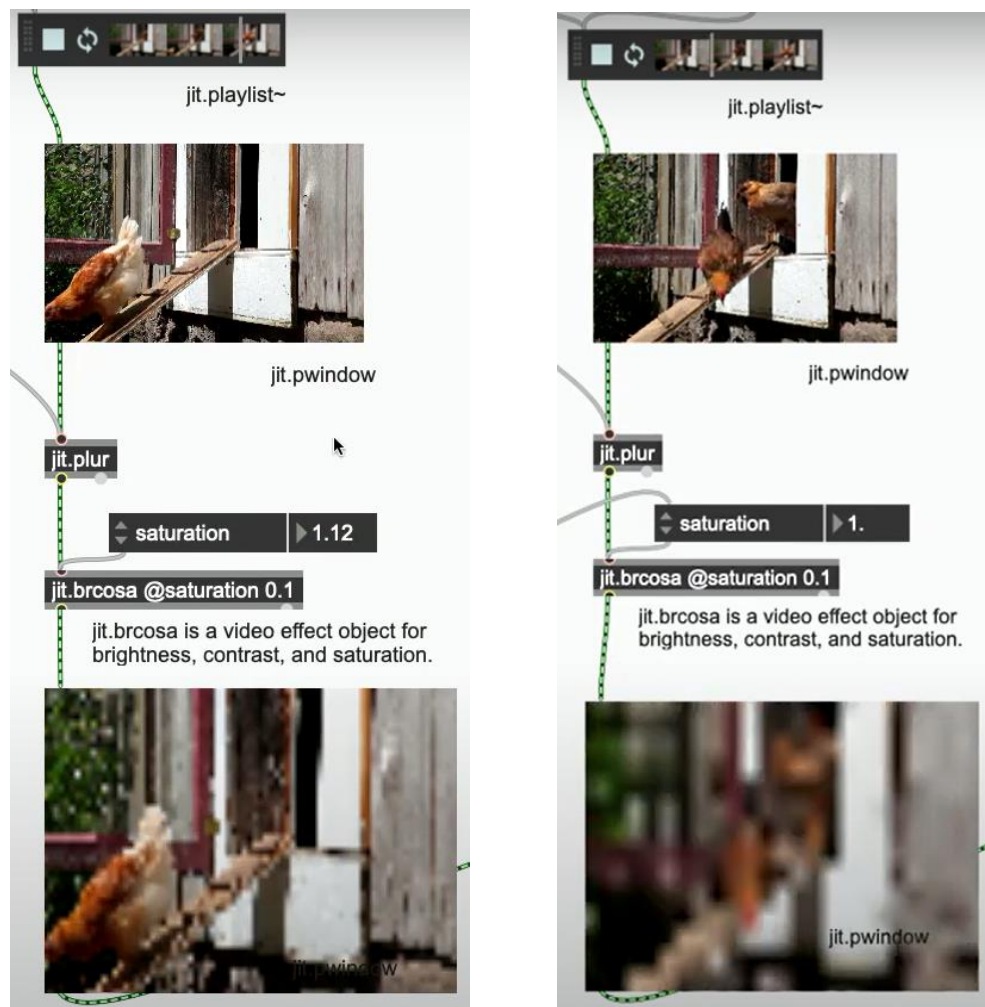 jit.playlist~
jit.pwindow
jit.plur
saturation 1.12
jit.brcosa @saturation 0.1
jit.brcosa is a video effect object for
brightness, contrast, and saturation.
jit.pwindow
jit.playlist~
jit.pwindow
jit.plur
saturation 1.
jit.brcosa @saturation 0.1
jit.brcosa is a video effect object for
brightness, contrast, and saturation.
jit.pwindow